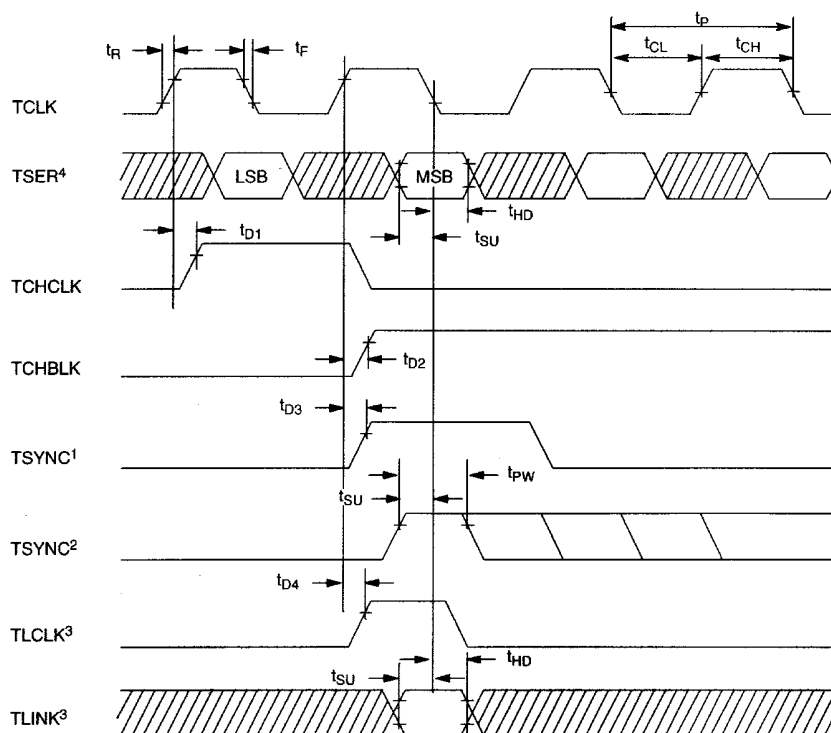 tP
tR
tF
tCL
tCH
TCLK
TSER4
LSB
MSB
tHD
tSU
tD1
TCHCLK
TCHBLK
tD2
tD3
TSYNC1
tPW
tSU
TSYNC2
tD4
TLCLK3
tHD
tSU
TLINK3